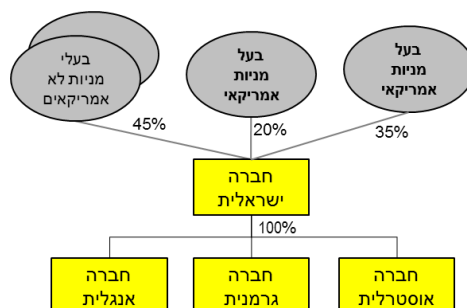 בעלי
מניות לא
אמריקאים
בעל
מניות
אמריקאי
בעל
מניות
אמריקאי
45%
20%
35%
חברה
ישראלית
100%
חברה
אנגלית
חברה
גרמנית
חברה
אוסטרלית